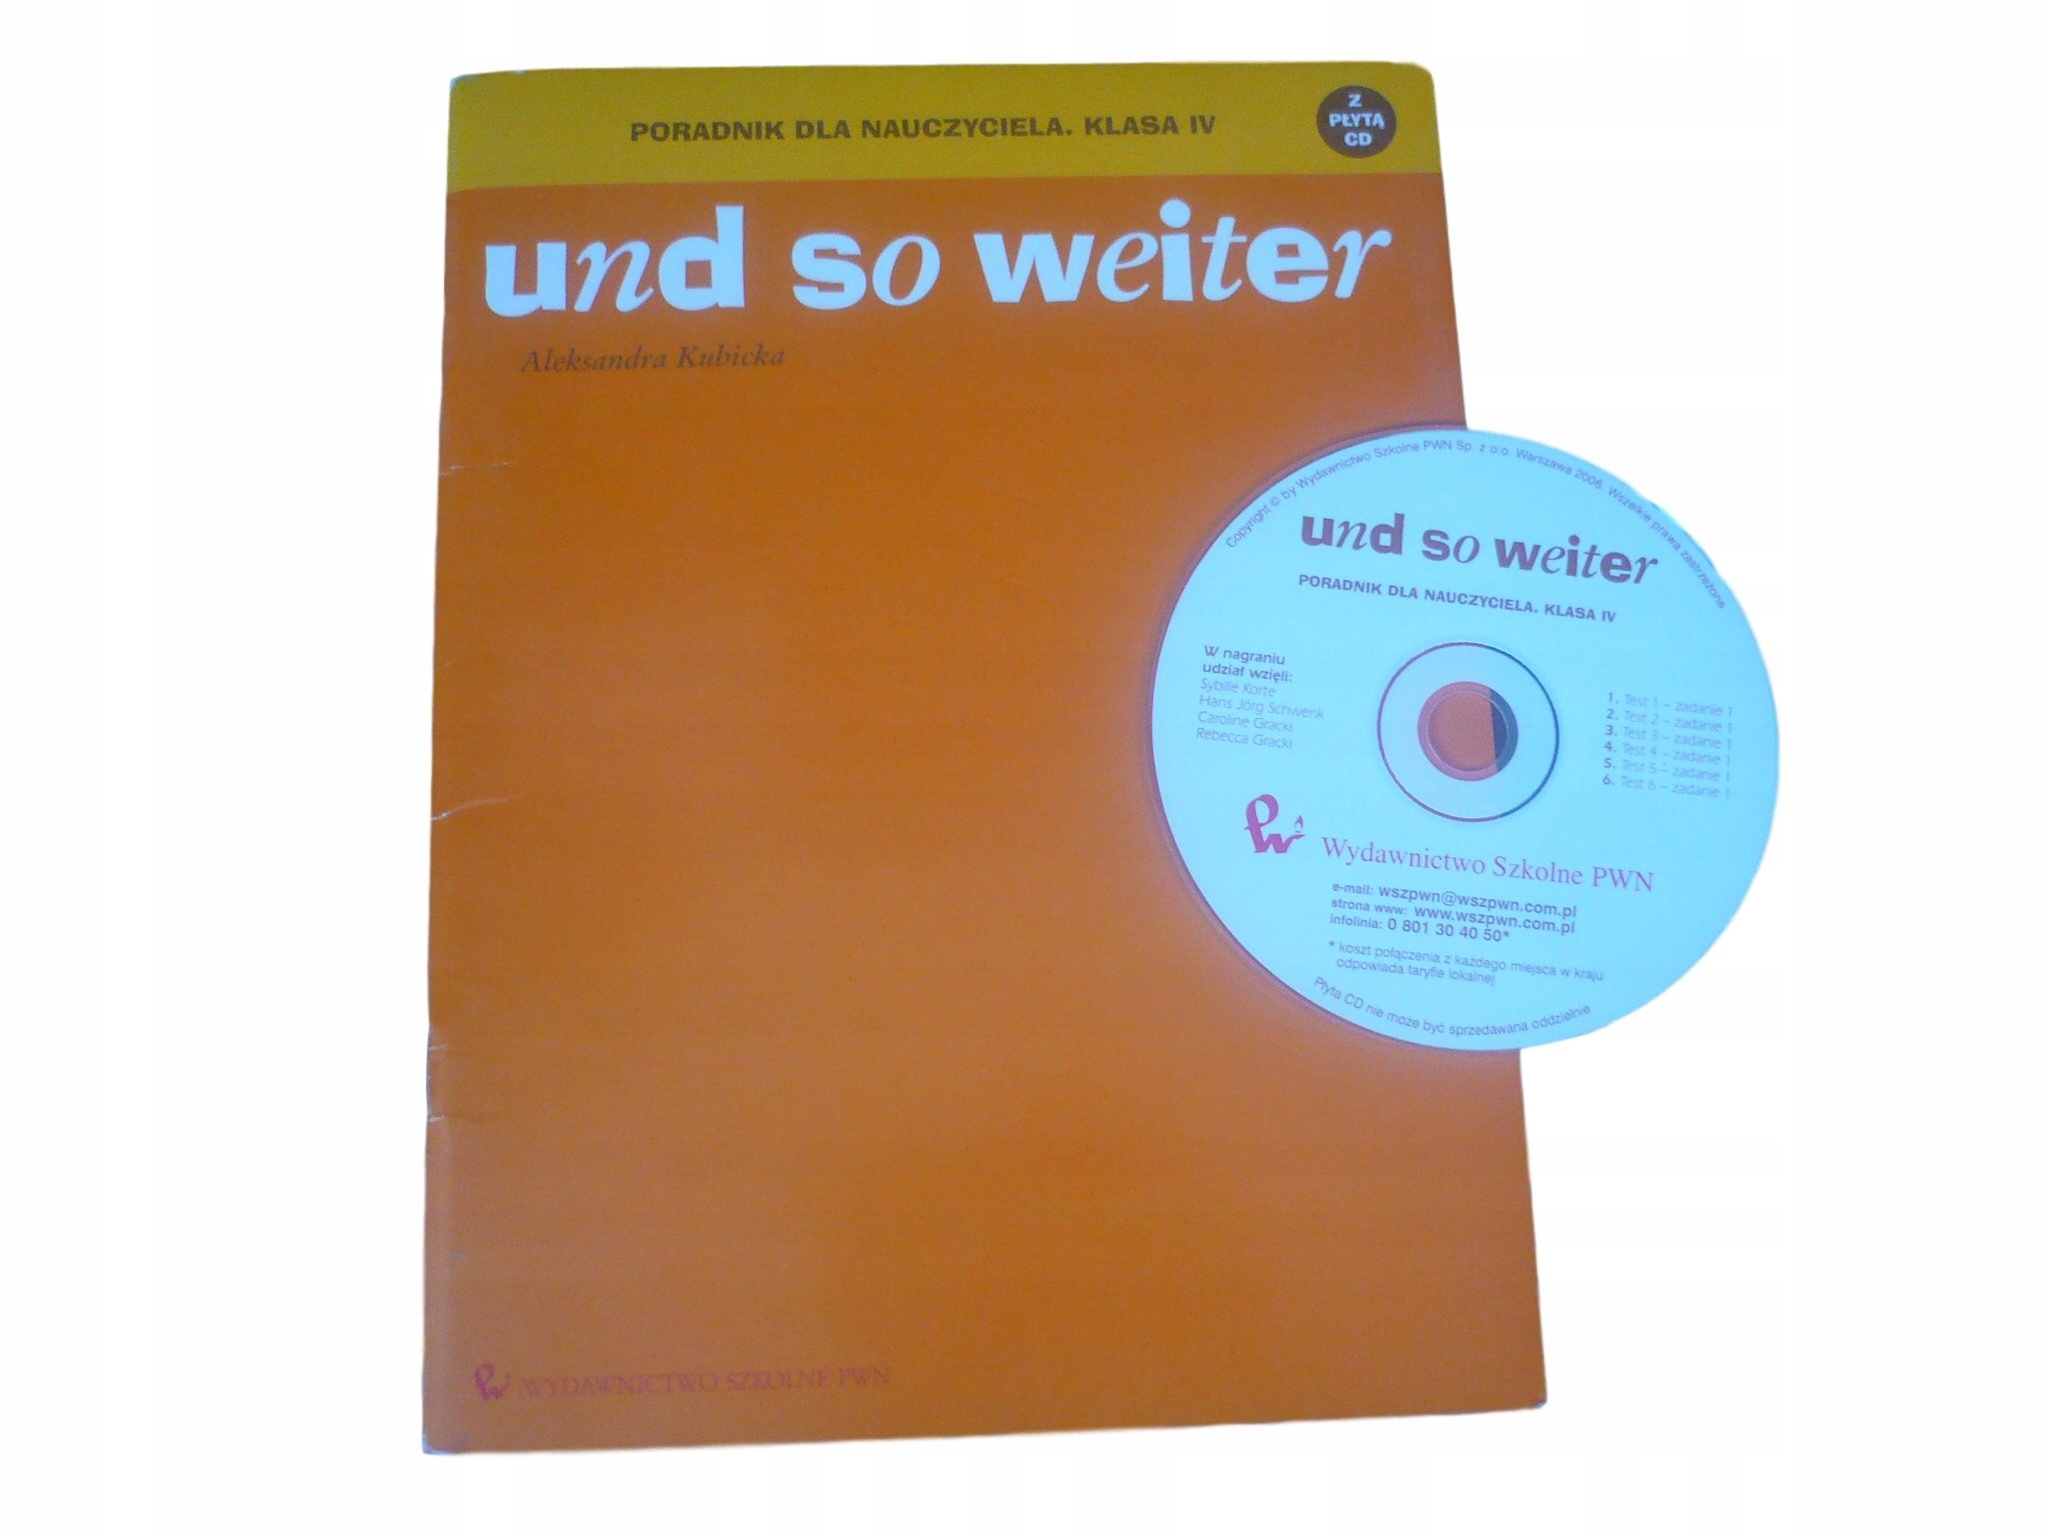 PORADNIK DLA NAUCZYCIELA. KLASA IV
Z
PŁYTĄ
CD
und so weiter
Aleksandra Kubicka
WYDAWNICTWO SZKOLNE PWN
Copyright © by Wydawnictwo Szkolne PWN Sp. z o.o. Warszawa 2006. Wszelkie prawa zastrzeżone
und so weiter
PORADNIK DLA NAUCZYCIELA. KLASA IV
W nagraniu
udział wzięli:
Sybille Korte
Hans Jörg Schwenk
Caroline Gracki
Rebecca Gracki
1. Test 1 – zadanie 1
2. Test 2 – zadanie 1
3. Test 3 – zadanie 1
4. Test 4 – zadanie 1
5. Test 5 – zadanie 1
6. Test 6 – zadanie 1
Wydawnictwo Szkolne PWN
e-mail: wszpwn@wszpwn.com.pl
strona www: www.wszpwn.com.pl
infolinia: 0 801 30 40 50*
* koszt połączenia z każdego miejsca w kraju
odpowiada taryfie lokalnej
Płyta CD nie może być sprzedawana oddzielnie